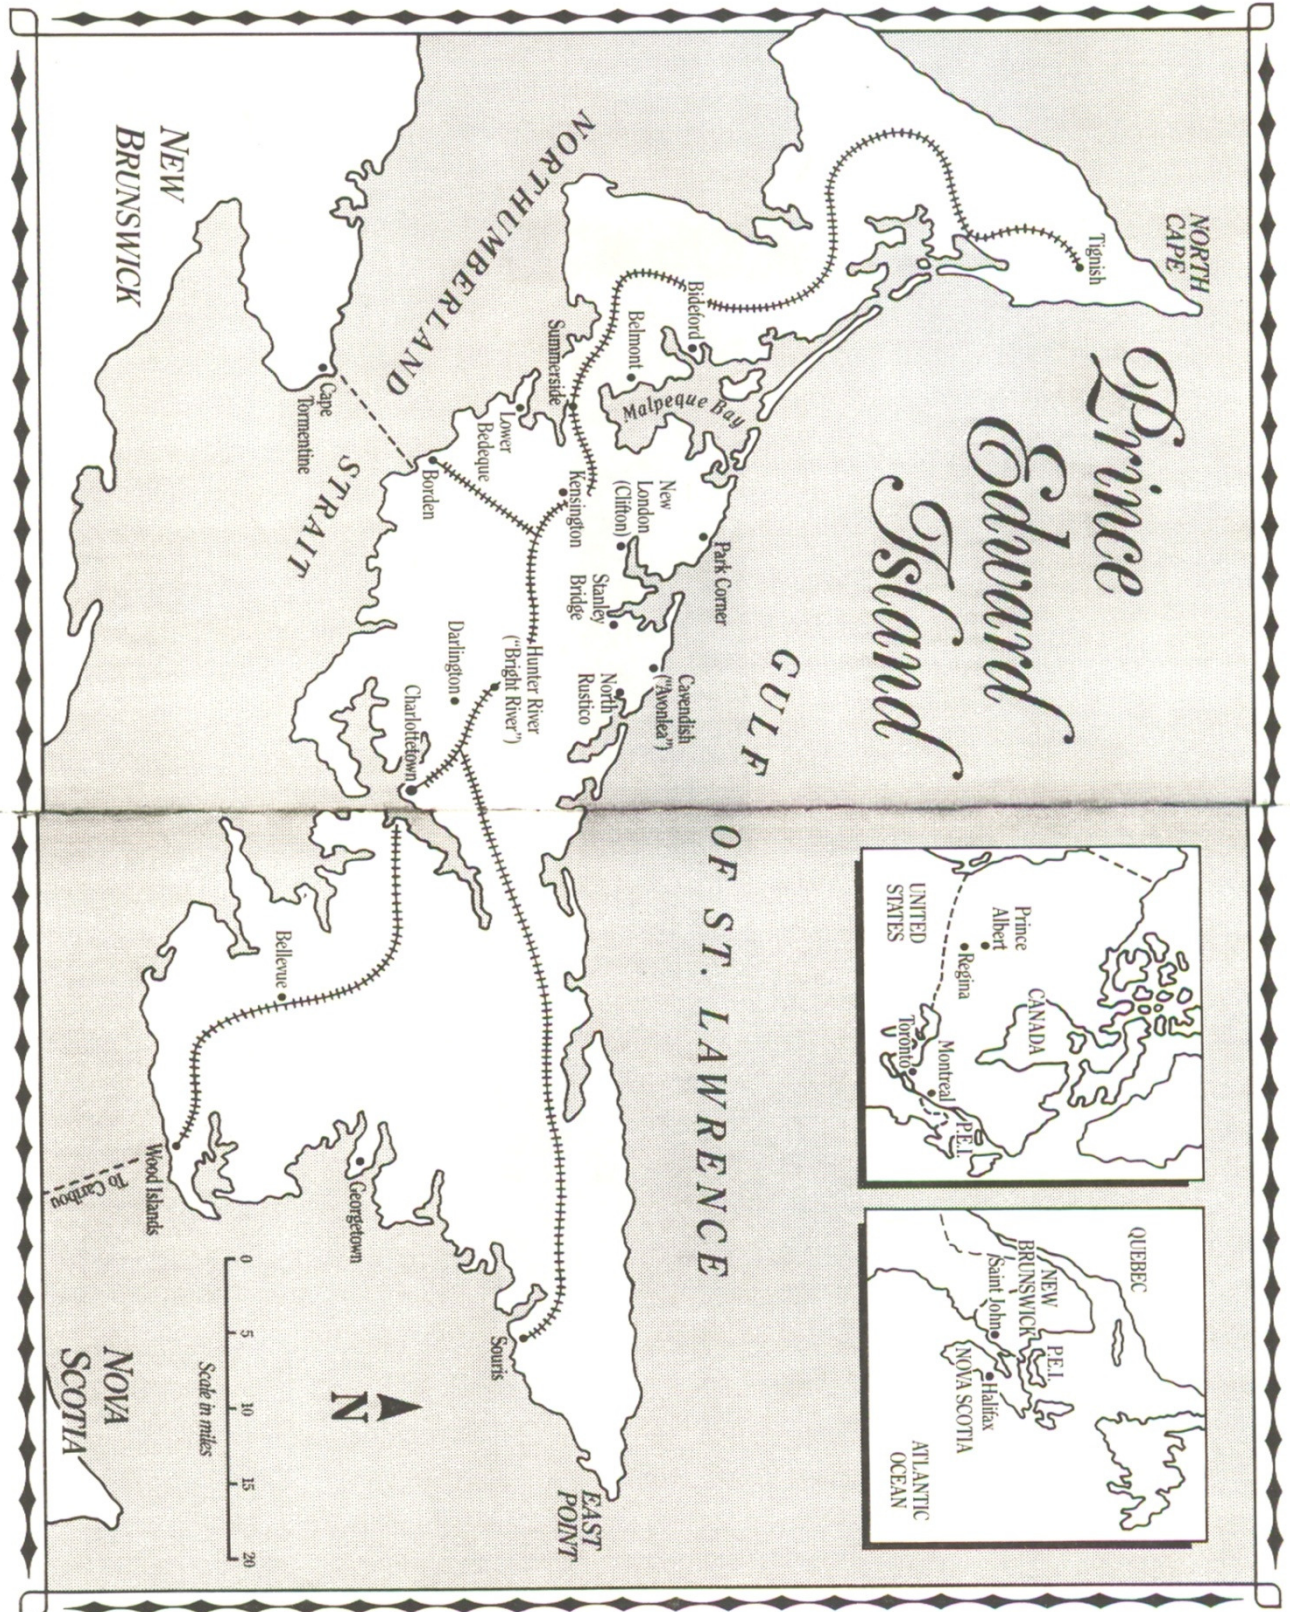 Prince
Edward
Island
NORTH
CAPE
Tignish
Bideford
Belmont
Malpeque Bay
Summerside
Lower
Bedeque
Kensington
New
London
(Clifton)
Park Corner
Stanley
Bridge
Cavendish
("Avonlea")
North
Rustico
Hunter River
("Bright River")
Darlington
Charlottetown
Borden
Cape
Tormentine
NEW
BRUNSWICK
NORTHUMBERLAND
STRAIT
GULF
OF ST. LAWRENCE
Bellevue
Wood Islands
To Caribou
Georgetown
Souris
EAST
POINT
NOVA
SCOTIA
N
0 5 10 15 20
Scale in miles
CANADA
Prince
Albert
Regina
UNITED
STATES
Toronto
Montreal
P.E.I.
QUEBEC
NEW
BRUNSWICK
Saint John
P.E.I.
Halifax
NOVA SCOTIA
ATLANTIC
OCEAN